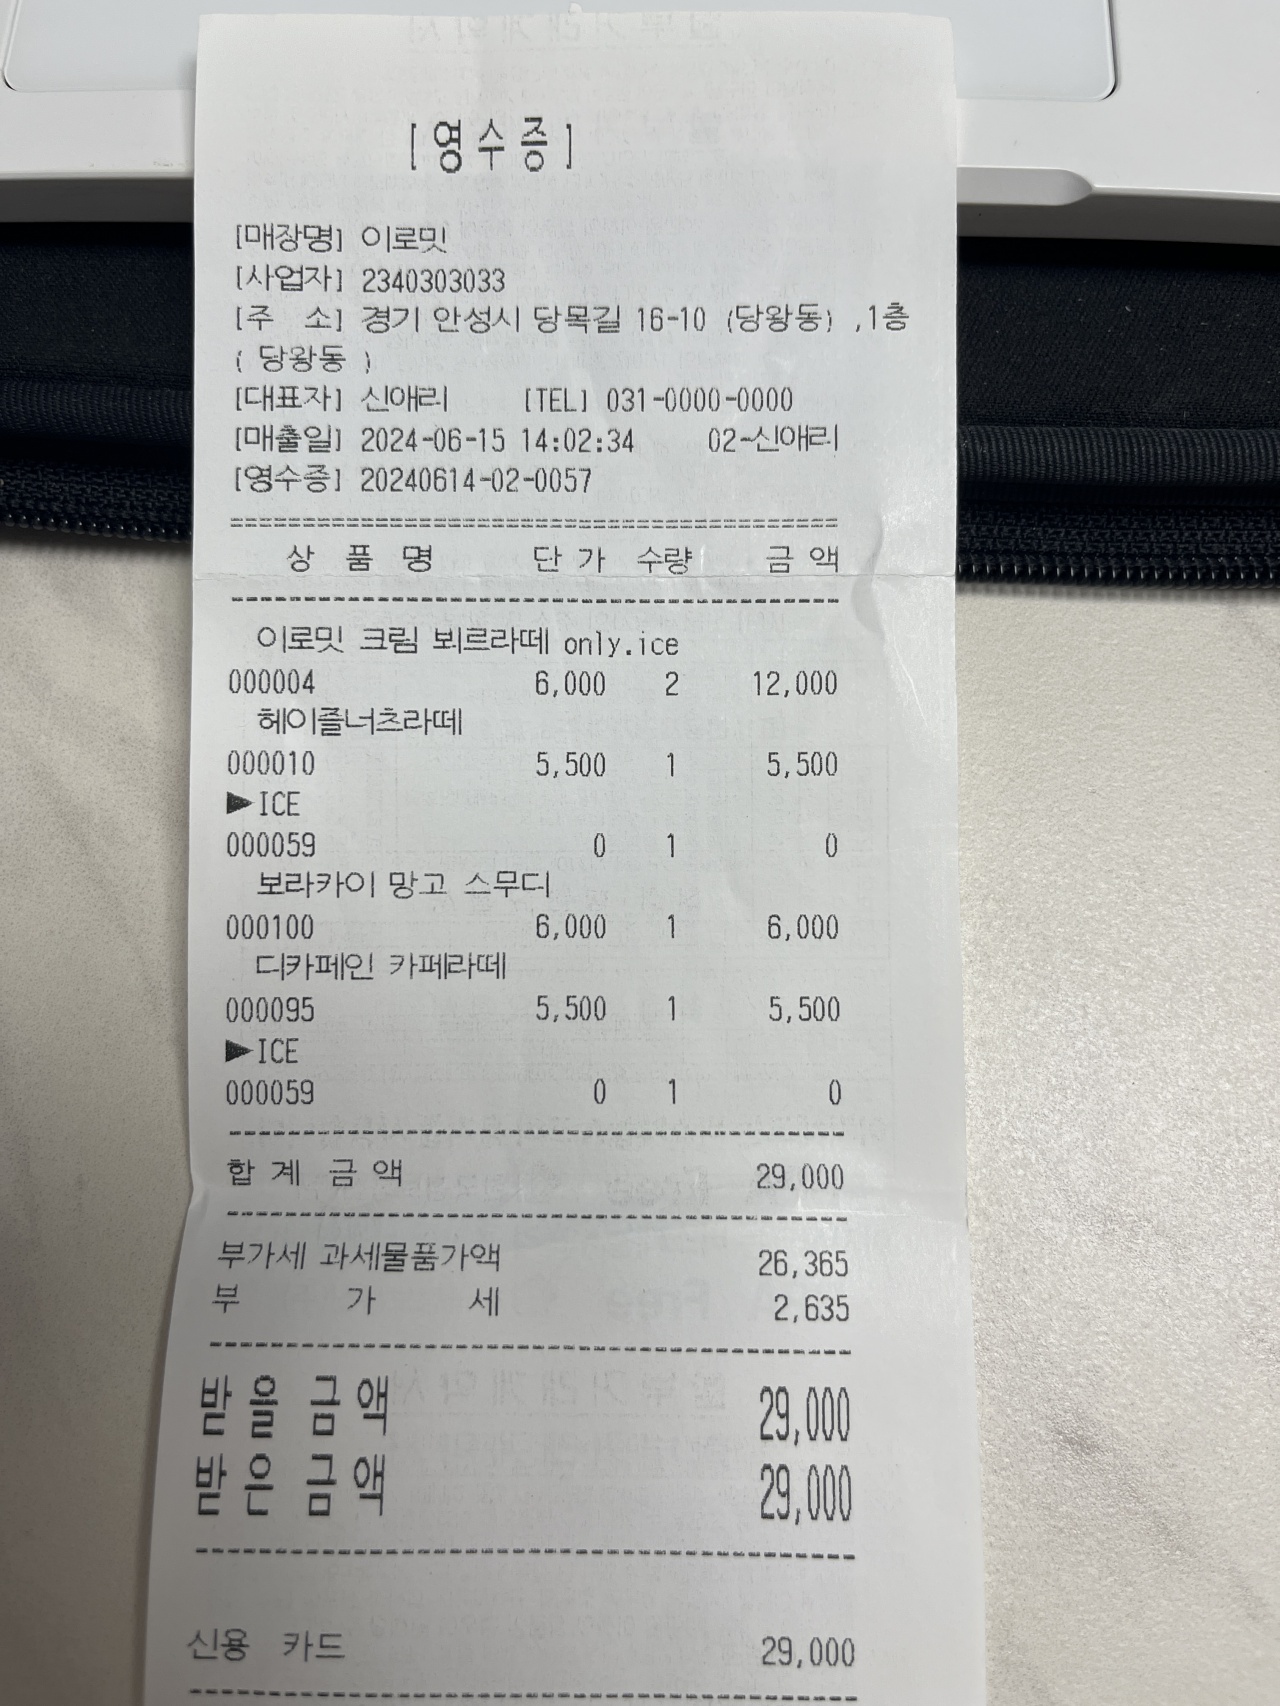 [영수증]
[매장명] 이로밋
[사업자] 2340303033
[주 소] 경기 안성시 당목길 16-10 (당왕동) ,1층
( 당왕동 )
[대표자] 신애리 [TEL] 031-0000-0000
[매출일] 2024-06-15 14:02:34 02-신애리
[영수증] 20240614-02-0057
상 품 명 단 가 수량 금 액
이로밋 크림 뵈르라떼 only.ice
000004 6,000 2 12,000
헤이즐너츠라떼
000010 5,500 1 5,500
▶ICE
000059 0 1 0
보라카이 망고 스무디
000100 6,000 1 6,000
디카페인 카페라떼
000095 5,500 1 5,500
▶ICE
000059 0 1 0
합 계 금 액 29,000
부가세 과세물품가액 26,365
부 가 세 2,635
받 을 금 액 29,000
받 은 금 액 29,000
신용 카드 29,000